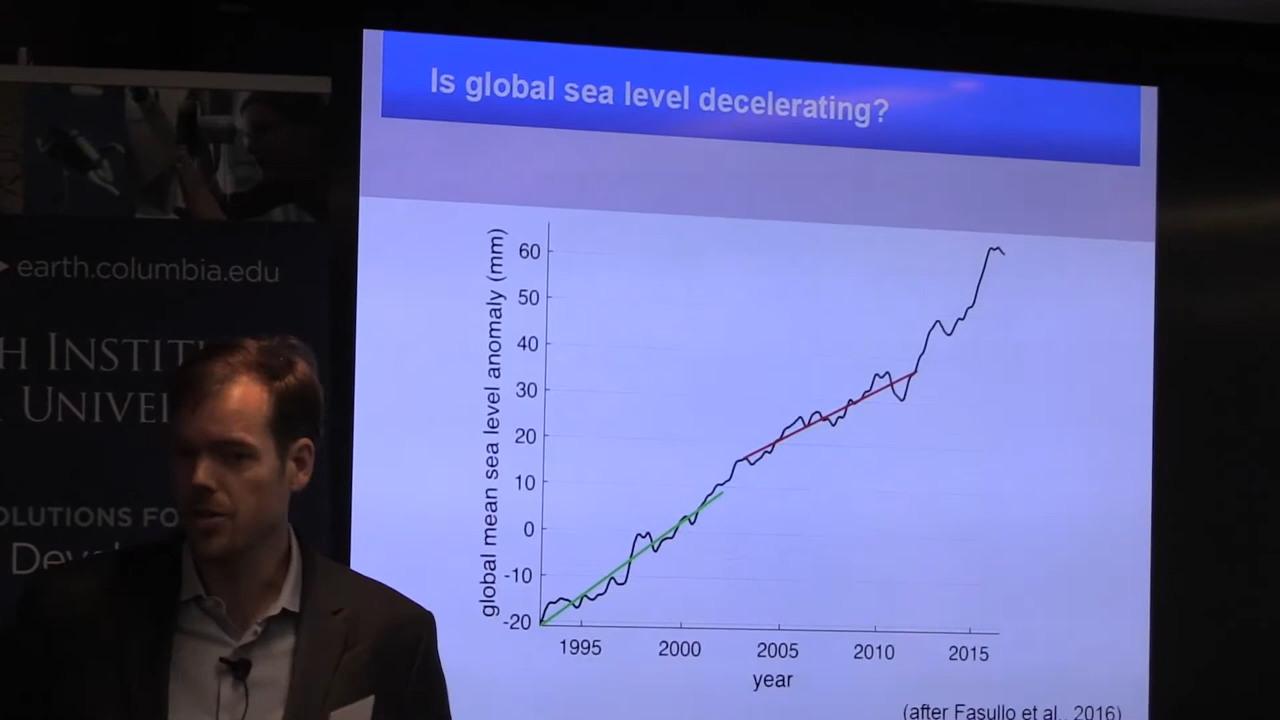 Is global sea level decelerating?
earth.columbia.edu
H INSTIT
UNIVE
OLUTIONS FO
Dev
global mean sea level anomaly (mm)
60
50
40
30
20
10
0
-10
-20
1995 2000 2005 2010 2015
year
(after Fasullo et al., 2016)